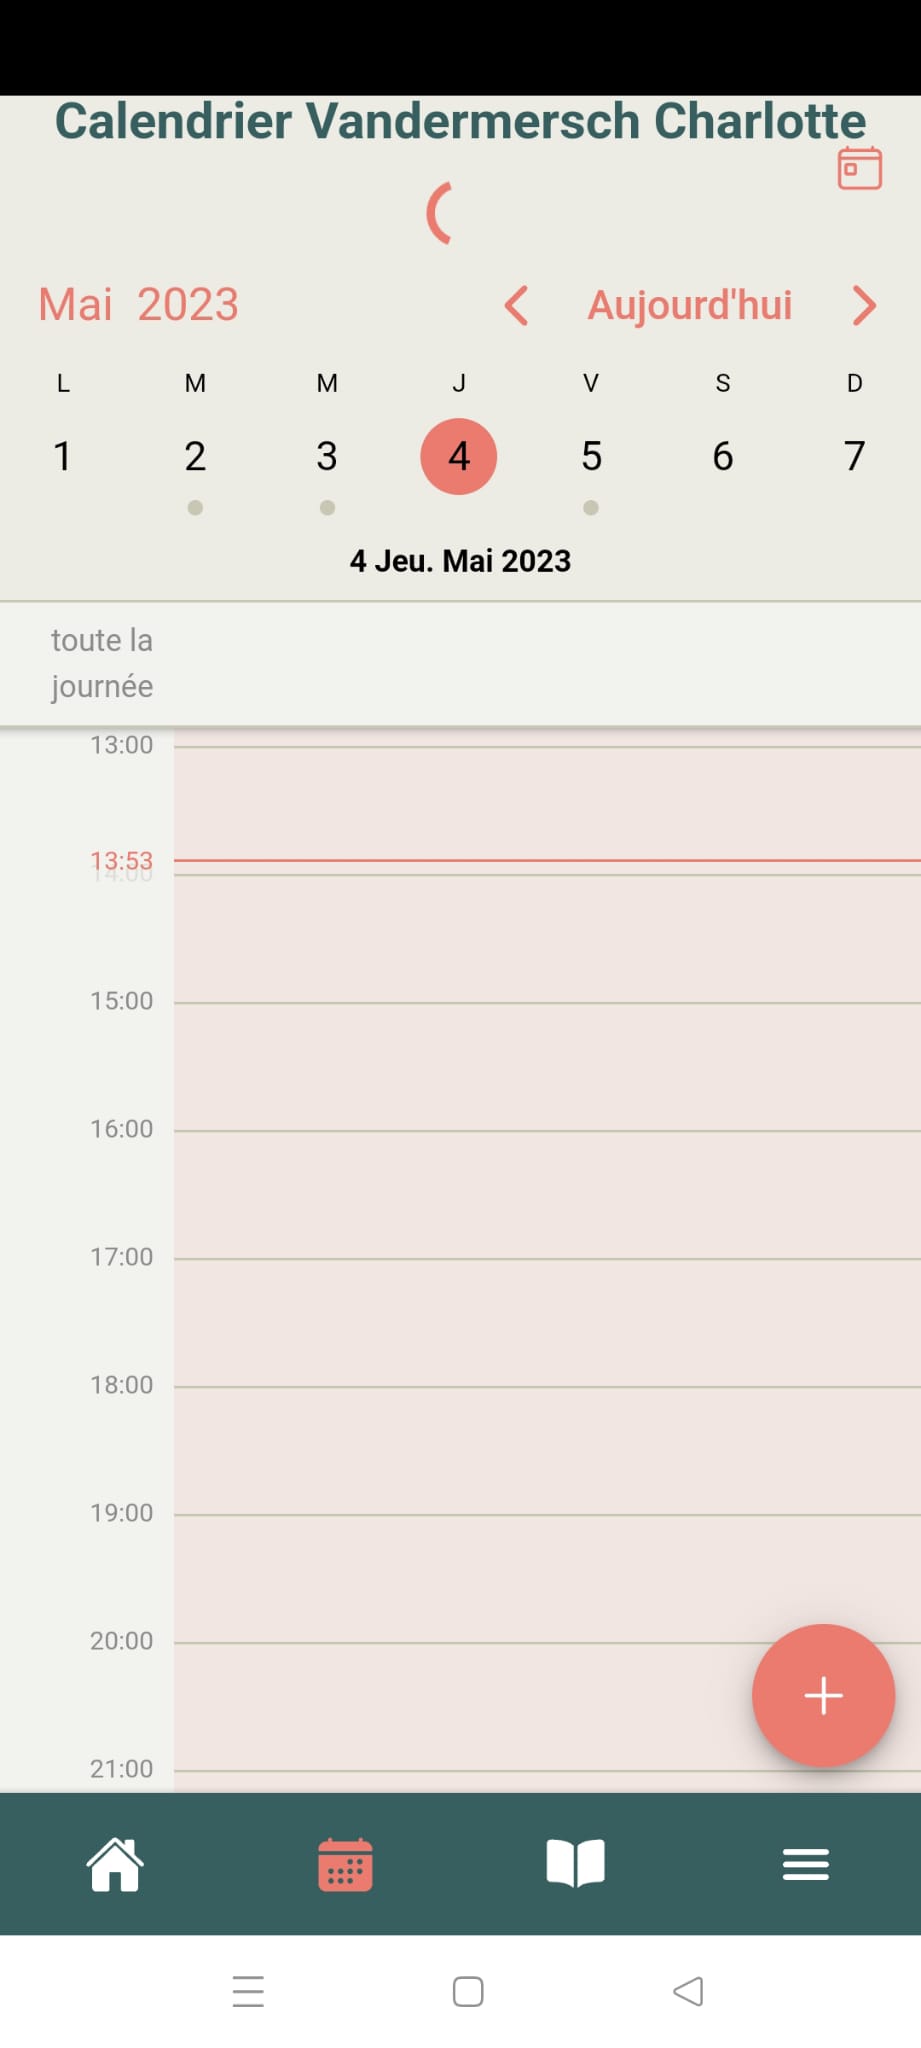 Calendrier Vandermersch Charlotte
Mai 2023 Aujourd'hui
L M M J V S D
1 2 3 4 5 6 7
4 Jeu. Mai 2023
toute la
journée
13:00
13:53
14:00
15:00
16:00
17:00
18:00
19:00
20:00
21:00